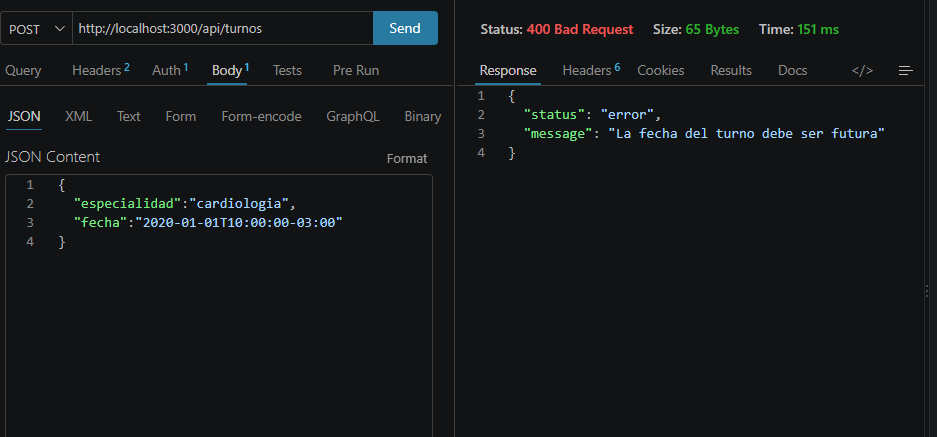 POST http://localhost:3000/api/turnos Send
Query Headers 2 Auth 1 Body 1 Tests Pre Run
JSON XML Text Form Form-encode GraphQL Binary
JSON Content Format
1 {
2 "especialidad":"cardiologia",
3 "fecha":"2020-01-01T10:00:00-03:00"
4 }
Status: 400 Bad Request Size: 65 Bytes Time: 151 ms
Response Headers 6 Cookies Results Docs </>
1 {
2 "status": "error",
3 "message": "La fecha del turno debe ser futura"
4 }